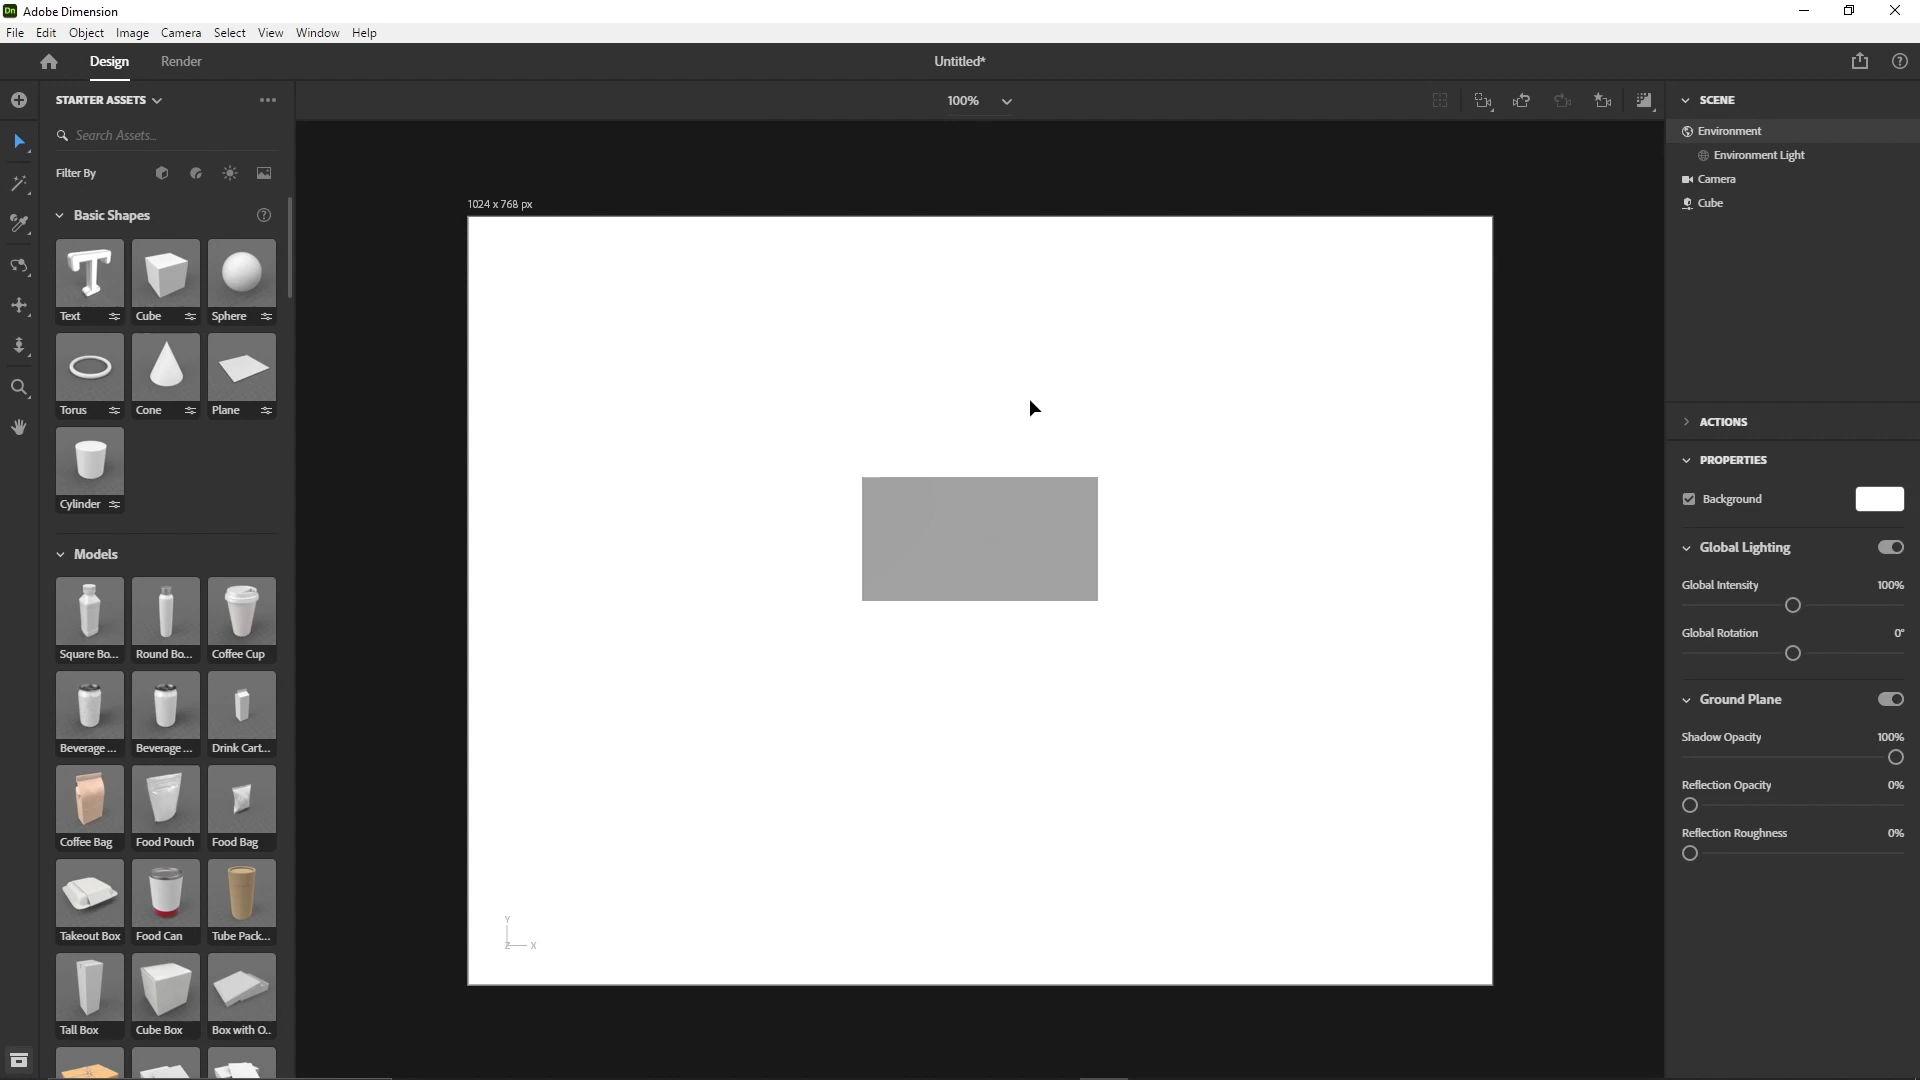 Dn Adobe Dimension
File Edit Object Image Camera Select View Window Help
Design Render Untitled*
STARTER ASSETS
100%
Search Assets...
Filter By
Basic Shapes
Text Cube Sphere
Torus Cone Plane
Cylinder
Models
Square Bo... Round Bo... Coffee Cup
Beverage ... Beverage ... Drink Cart...
Coffee Bag Food Pouch Food Bag
Takeout Box Food Can Tube Pack...
Tall Box Cube Box Box with O..
1024 x 768 px
Y
Z X
SCENE
Environment
Environment Light
Camera
Cube
ACTIONS
PROPERTIES
Background
Global Lighting
Global Intensity 100%
Global Rotation 0°
Ground Plane
Shadow Opacity 100%
Reflection Opacity 0%
Reflection Roughness 0%